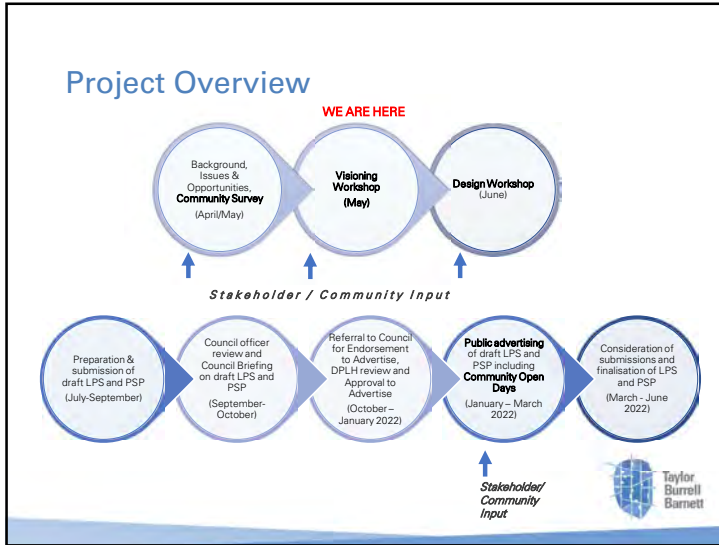 Project Overview
WE ARE HERE
Background,
Issues &
Opportunities,
Community Survey
(April/May)
Visioning
Workshop
(May)
Design Workshop
(June)
Stakeholder / Community Input
Preparation &
submission of
draft LPS and PSP
(July-September)
Council officer
review and
Council Briefing
on draft LPS and
PSP
(September-
October)
Referral to Council
for Endorsement
to Advertise,
DPLH review and
Approval to
Advertise
(October –
January 2022)
Public advertising
of draft LPS and
PSP including
Community Open
Days
(January – March
2022)
Consideration of
submissions and
finalisation of LPS
and PSP
(March - June
2022)
Stakeholder/
Community
Input
Taylor
Burrell
Barnett